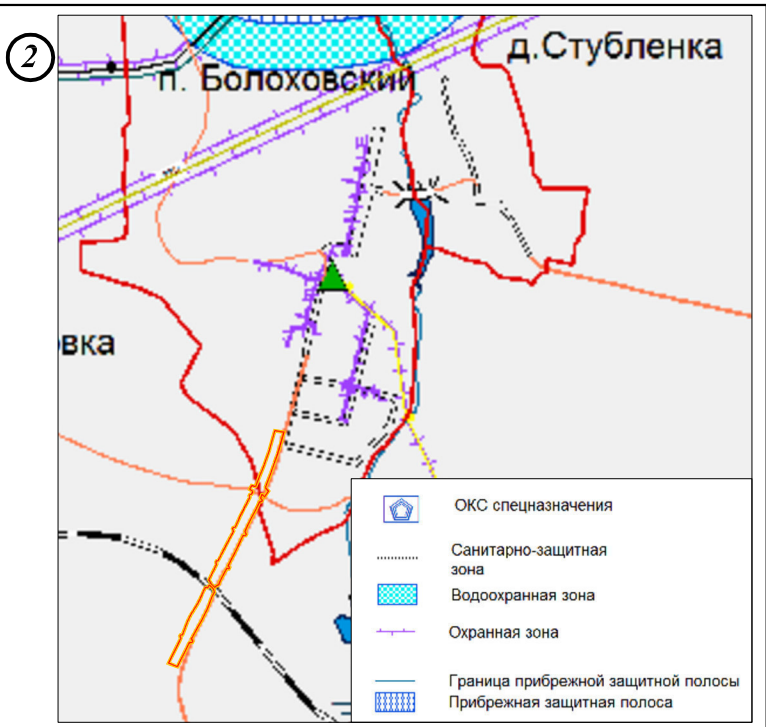 2
д.Стубленка
п. Болоховский
вка
ОКС спецназначения
Санитарно-защитная
зона
Водоохранная зона
Охранная зона
Граница прибрежной защитной полосы
Прибрежная защитная полоса